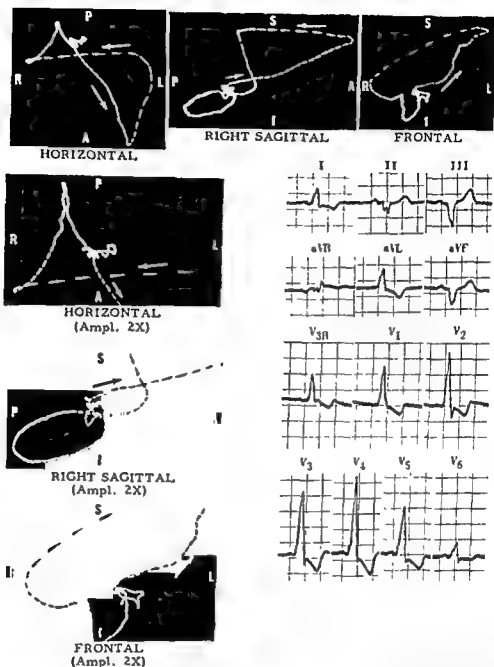 P
R
L
A
HORIZONTAL
S
P
A
I
RIGHT SAGITTAL
S
R
L
I
FRONTAL
P
R
L
A
HORIZONTAL
(Ampl. 2X)
S
P
I
RIGHT SAGITTAL
(Ampl. 2X)
S
L
I
FRONTAL
(Ampl. 2X)
I II III
aVR aVL aVF
V3R V1 V2
V3 V4 V5 V6